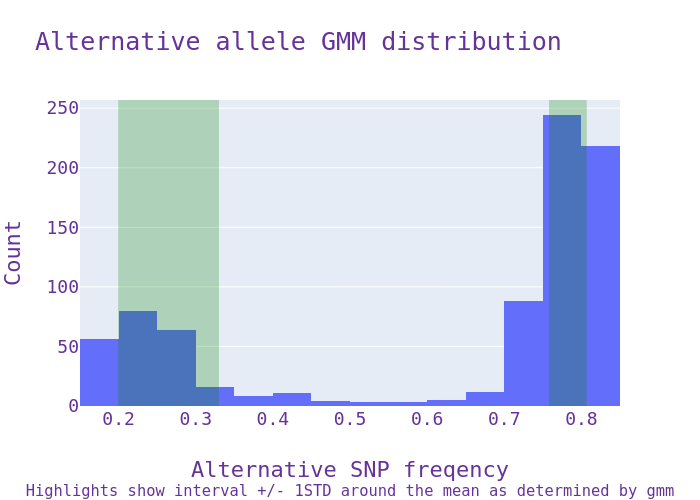 Alternative allele GMM distribution
250
200
150
100
50
0
Count
0.2 0.3 0.4 0.5 0.6 0.7 0.8
Alternative SNP freqency
Highlights show interval +/- 1STD around the mean as determined by gmm